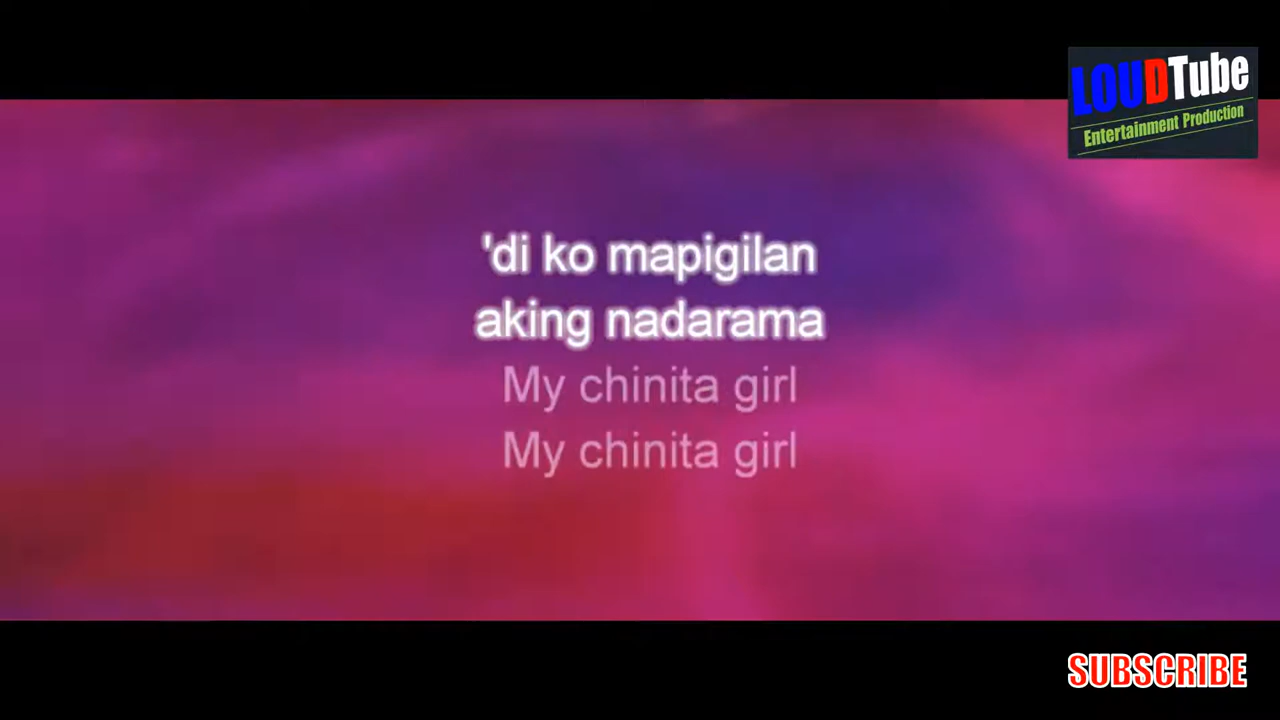 LOUDTube
Entertainment Production
'di ko mapigilan
aking nadarama
My chinita girl
My chinita girl
SUBSCRIBE